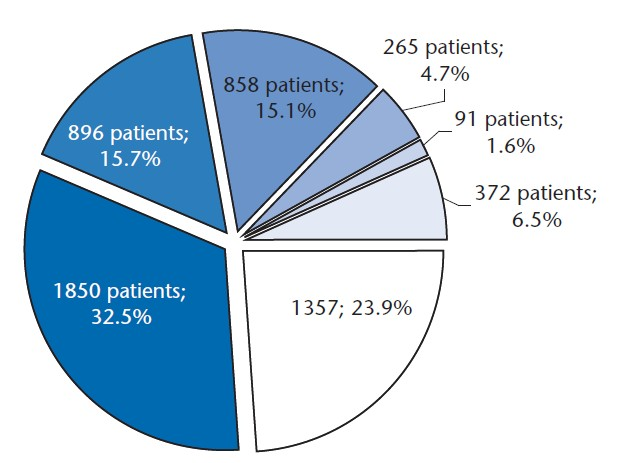 265 patients;
4.7%
858 patients;
15.1%
91 patients;
1.6%
896 patients;
15.7%
372 patients;
6.5%
1850 patients;
32.5%
1357; 23.9%